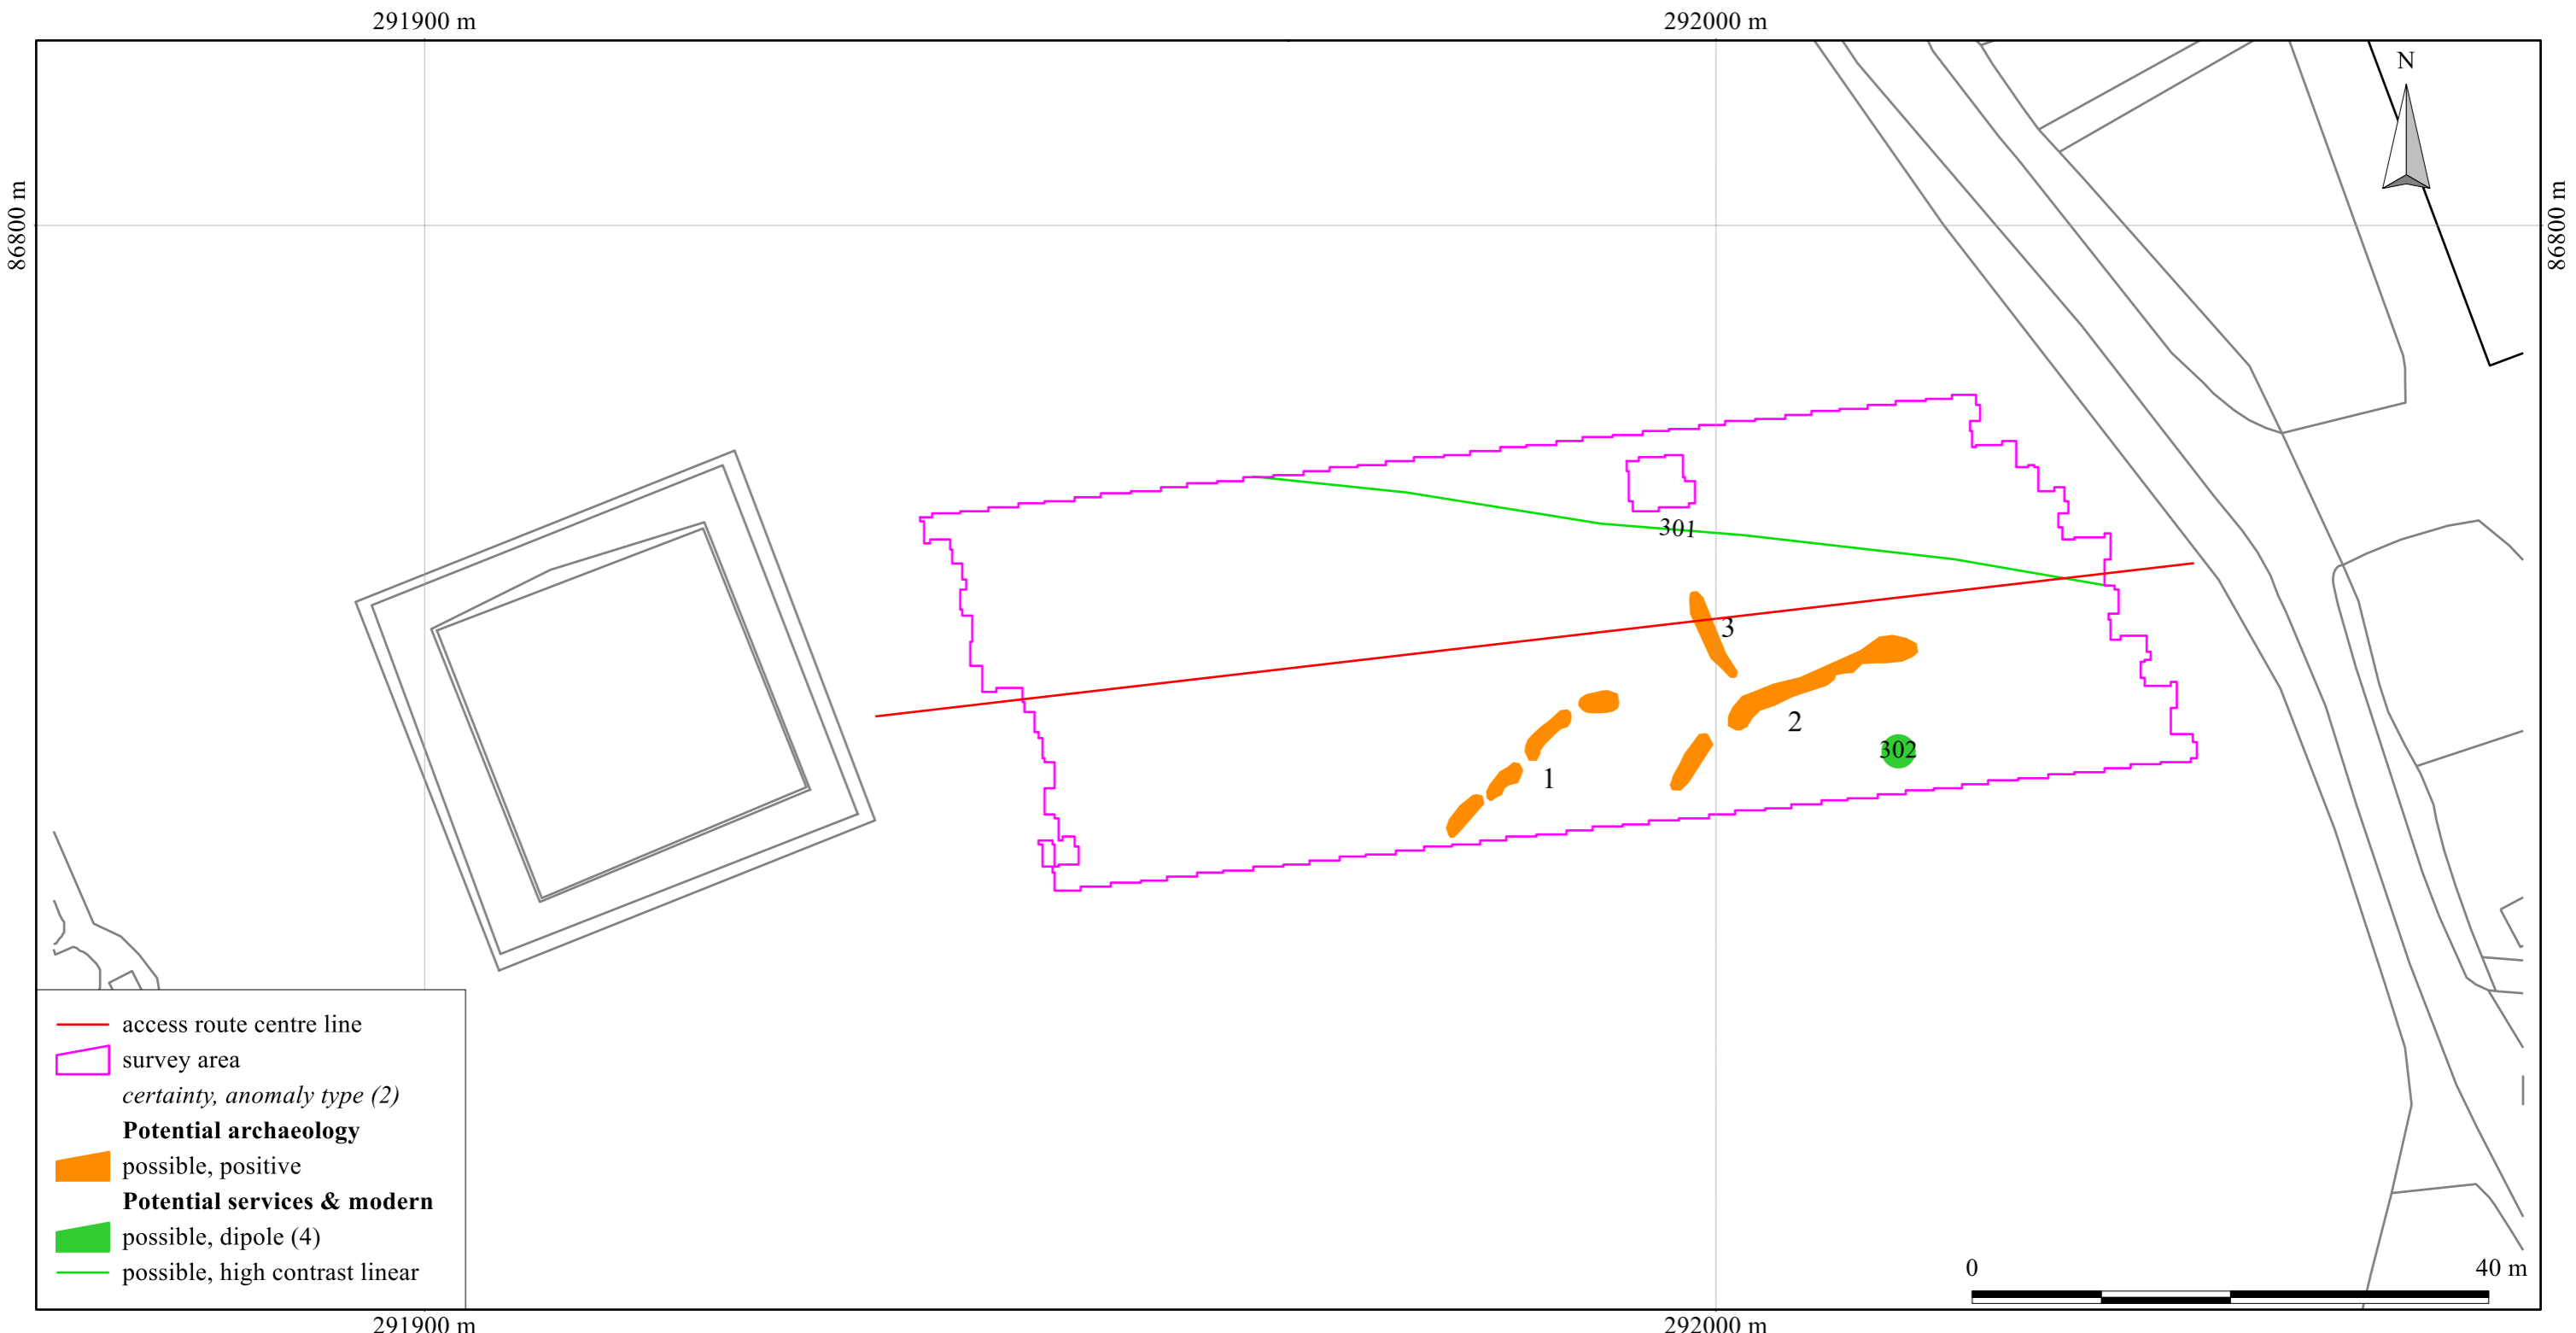 291900 m
292000 m
N
86800 m
86800 m
301
3
2
302
1
access route centre line
survey area
certainty, anomaly type (2)
Potential archaeology
possible, positive
Potential services & modern
possible, dipole (4)
possible, high contrast linear
0
40 m
291900 m
292000 m